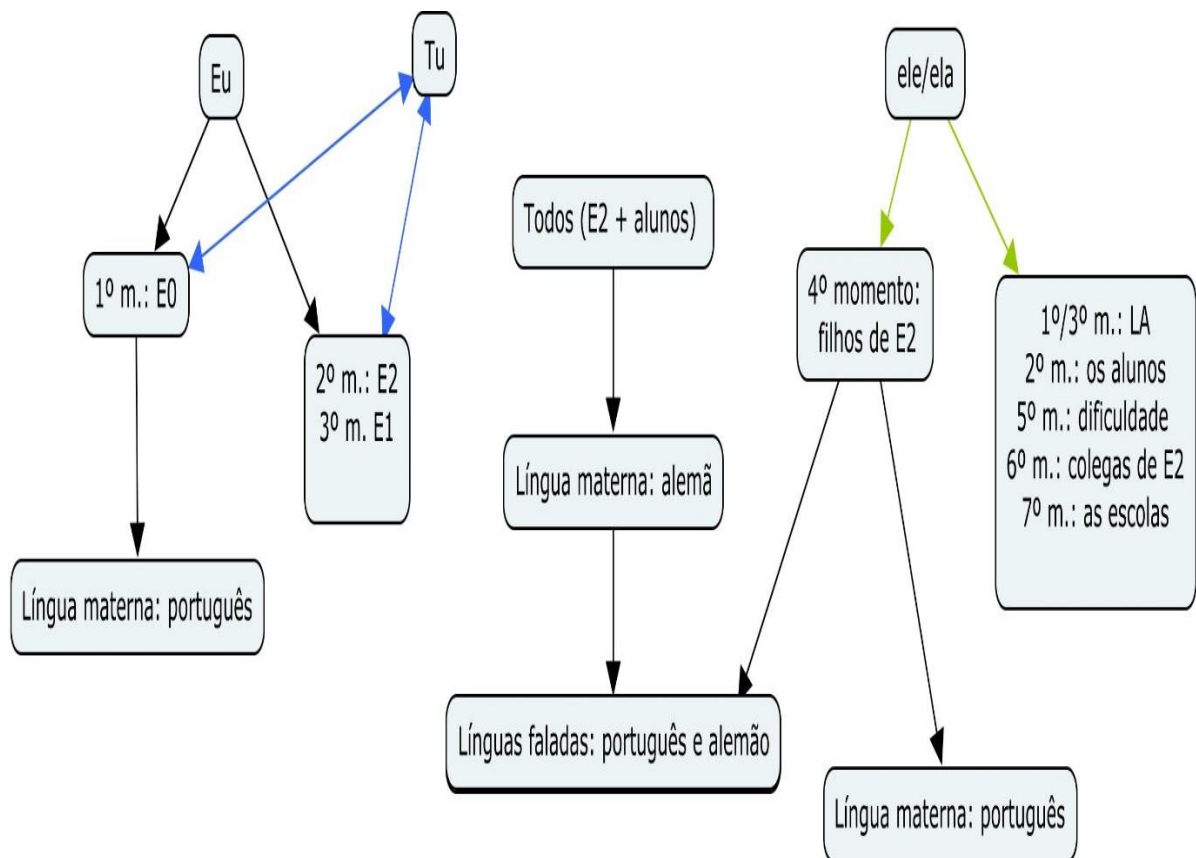 Eu
Tu
ele/ela
Todos (E2 + alunos)
1º m.: E0
4º momento:
filhos de E2
1º/3º m.: LA
2º m.: os alunos
5º m.: dificuldade
6º m.: colegas de E2
7º m.: as escolas
2º m.: E2
3º m. E1
Língua materna: alemã
Língua materna: português
Línguas faladas: português e alemão
Língua materna: português